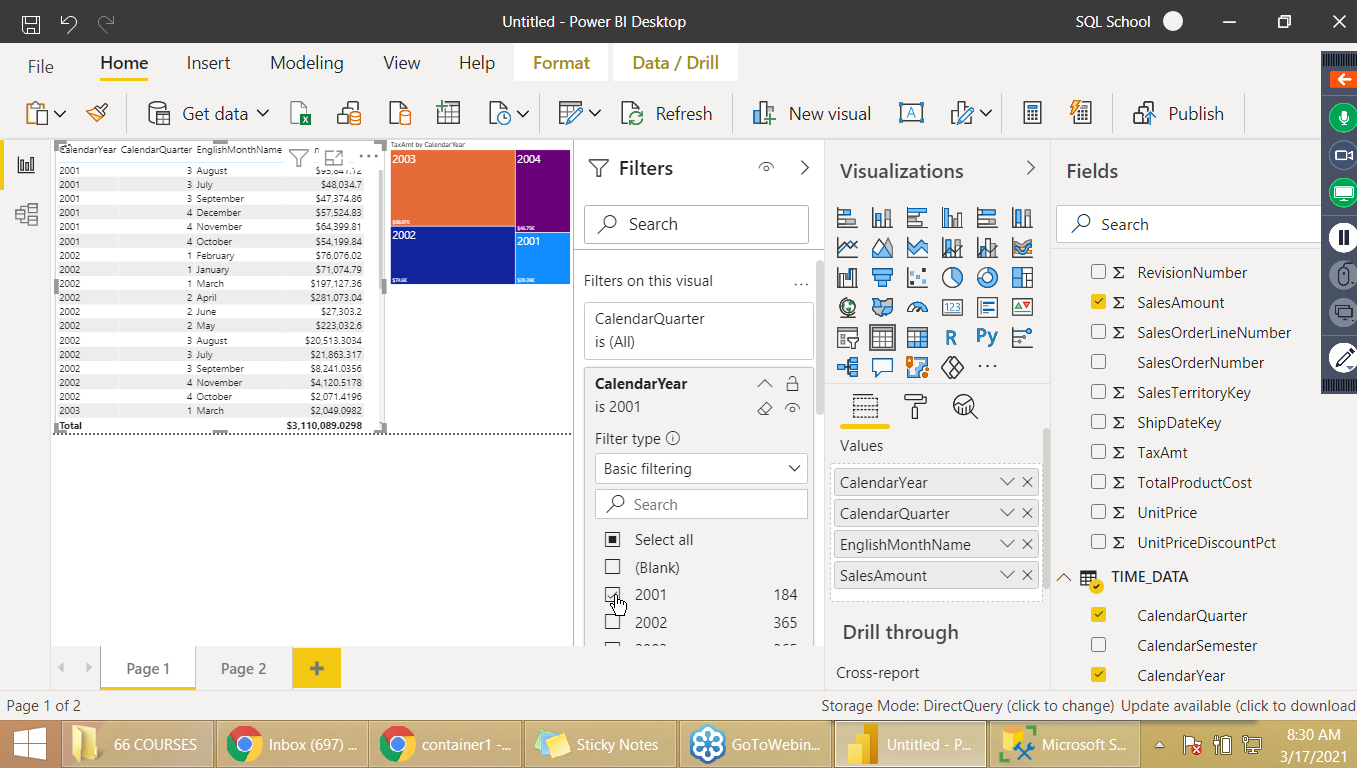 Untitled - Power BI Desktop
SQL School
File Home Insert Modeling View Help Format Data / Drill
Get data Refresh New visual Publish
CalendarYear CalendarQuarter EnglishMonthName
2001 3 August $95,841.12
2001 3 July $48,034.7
2001 3 September $47,374.86
2001 4 December $57,524.83
2001 4 November $64,399.81
2001 4 October $54,199.84
2002 1 February $76,076.02
2002 1 January $71,074.79
2002 1 March $197,127.36
2002 2 April $281,073.04
2002 2 June $27,303.2
2002 2 May $223,032.6
2002 3 August $20,513.3034
2002 3 July $21,863.317
2002 3 September $8,241.0356
2002 4 November $4,120.5178
2002 4 October $2,071.4196
2003 1 March $2,049.0982
Total $3,110,089.0298
TaxAmt by CalendarYear
2003
2004
2002
2001
Filters
Search
Filters on this visual
...
CalendarQuarter
is (All)
CalendarYear
is 2001
Filter type
Basic filtering
Search
Select all
(Blank)
2001 184
2002 365
Visualizations
123
R
Py
...
Values
CalendarYear
CalendarQuarter
EnglishMonthName
SalesAmount
Drill through
Cross-report
Fields
Search
RevisionNumber
SalesAmount
SalesOrderLineNumber
SalesOrderNumber
SalesTerritoryKey
ShipDateKey
TaxAmt
TotalProductCost
UnitPrice
UnitPriceDiscountPct
TIME_DATA
CalendarQuarter
CalendarSemester
CalendarYear
Page 1 Page 2
Page 1 of 2
Storage Mode: DirectQuery (click to change) Update available (click to download
66 COURSES
Inbox (697) ...
container1 -...
Sticky Notes
GoToWebin...
Untitled - P...
Microsoft S...
8:30 AM
3/17/2021